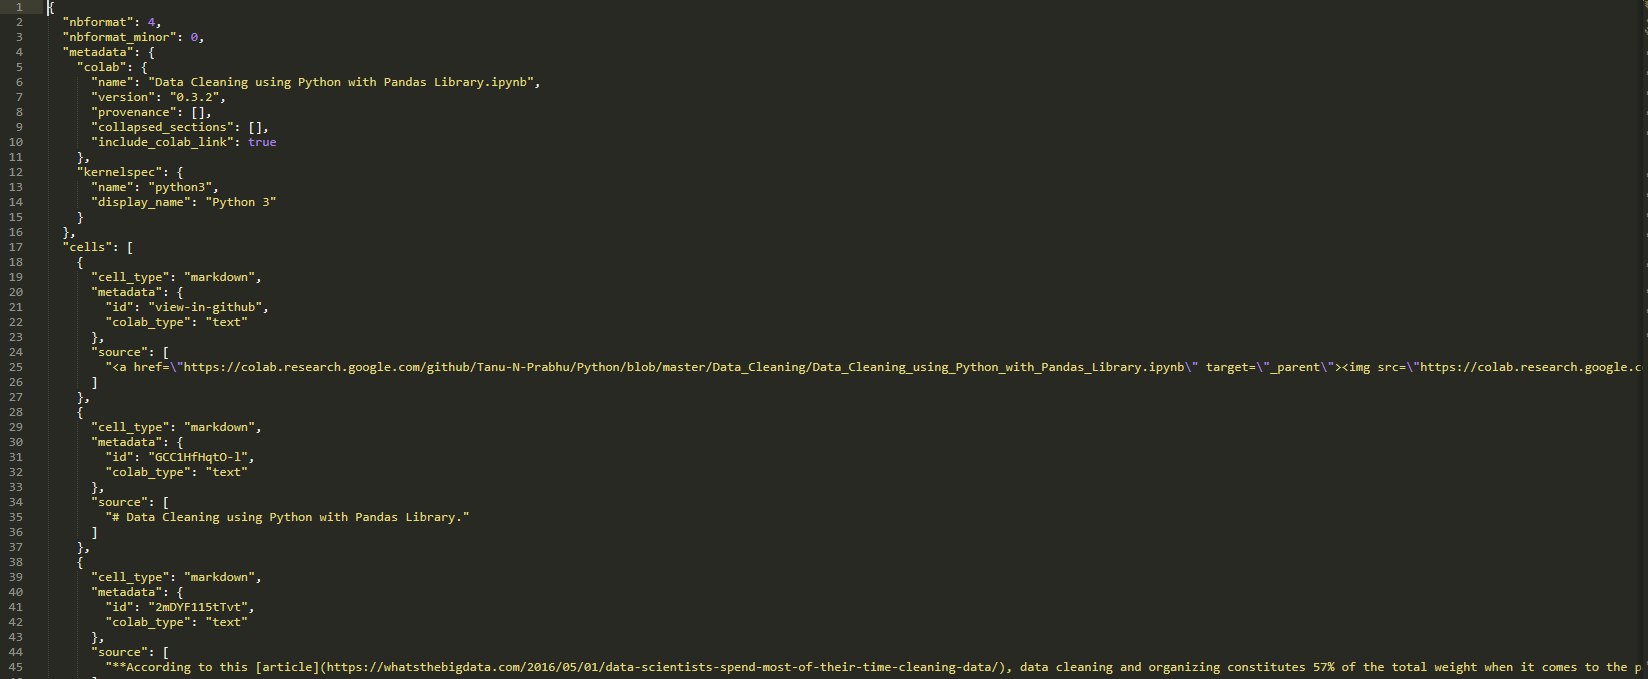 1 {
2 "nbformat": 4,
3 "nbformat_minor": 0,
4 "metadata": {
5 "colab": {
6 "name": "Data Cleaning using Python with Pandas Library.ipynb",
7 "version": "0.3.2",
8 "provenance": [],
9 "collapsed_sections": [],
10 "include_colab_link": true
11 },
12 "kernelspec": {
13 "name": "python3",
14 "display_name": "Python 3"
15 }
16 },
17 "cells": [
18 {
19 "cell_type": "markdown",
20 "metadata": {
21 "id": "view-in-github",
22 "colab_type": "text"
23 },
24 "source": [
25 "<a href=\"https://colab.research.google.com/github/Tanu-N-Prabhu/Python/blob/master/Data_Cleaning/Data_Cleaning_using_Python_with_Pandas_Library.ipynb\" target=\"_parent\"><img src=\"https://colab.research.google.c
26 ]
27 },
28 {
29 "cell_type": "markdown",
30 "metadata": {
31 "id": "GCC1HfHqtO-l",
32 "colab_type": "text"
33 },
34 "source": [
35 "# Data Cleaning using Python with Pandas Library."
36 ]
37 },
38 {
39 "cell_type": "markdown",
40 "metadata": {
41 "id": "2mDYF115tTvt",
42 "colab_type": "text"
43 },
44 "source": [
45 "**According to this [article](https://whatsthebigdata.com/2016/05/01/data-scientists-spend-most-of-their-time-cleaning-data/), data cleaning and organizing constitutes 57% of the total weight when it comes to the p